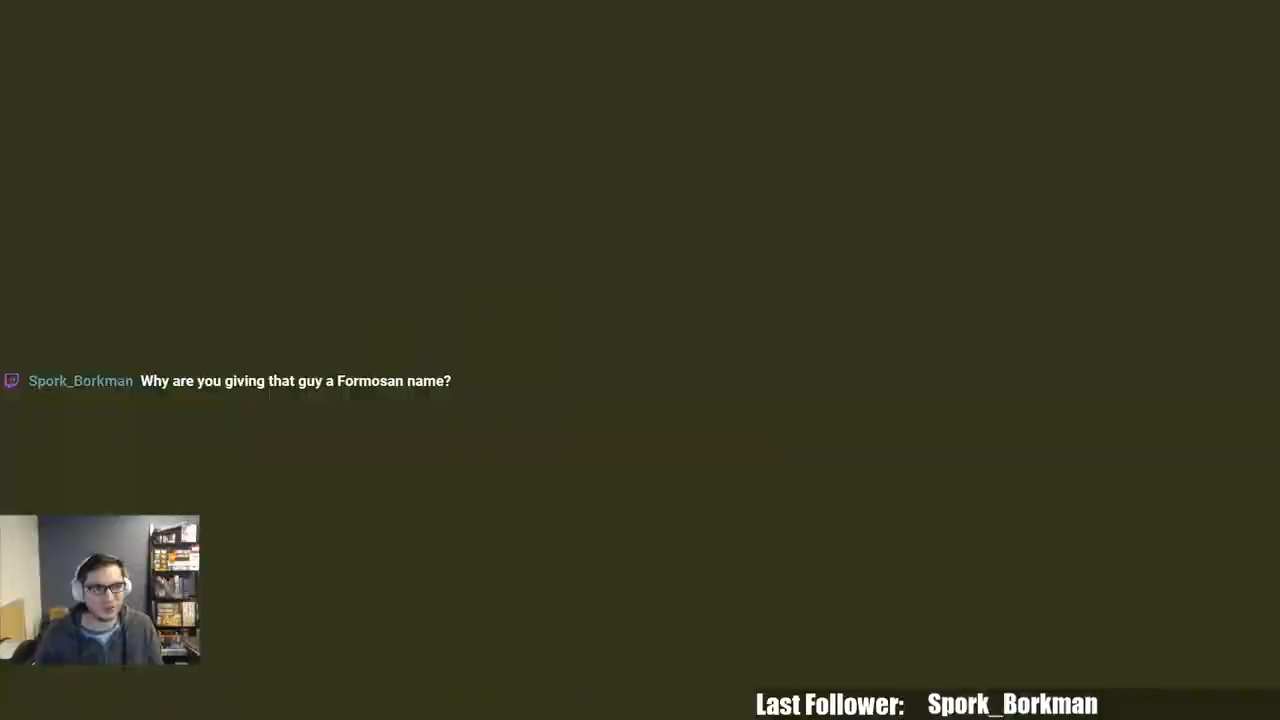 Spork_Borkman Why are you giving that guy a Formosan name?
Last Follower: Spork_Borkman